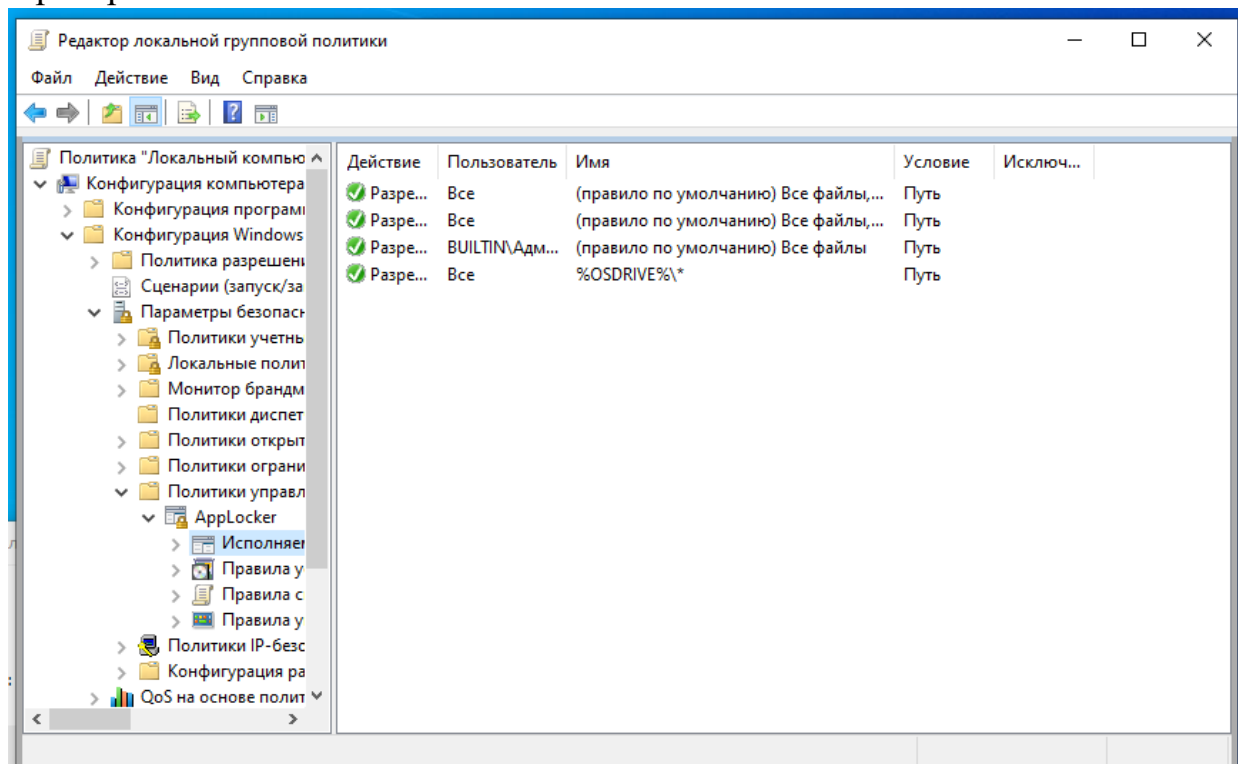 Редактор локальной групповой политики
Файл Действие Вид Справка
Политика "Локальный компью
Конфигурация компьютера
Конфигурация програм
Конфигурация Windows
Политика разрешени
Сценарии (запуск/за
Параметры безопасн
Политики учетны
Локальные полит
Монитор брандм
Политики диспет
Политики открыт
Политики ограни
Политики управл
AppLocker
Исполняем
Правила у
Правила с
Правила у
Политики IP-безо
Конфигурация ра
QoS на основе полит
Действие Пользователь Имя Условие Исключ...
Разре... Все (правило по умолчанию) Все файлы,... Путь
Разре... Все (правило по умолчанию) Все файлы,... Путь
Разре... BUILTIN\Адм... (правило по умолчанию) Все файлы Путь
Разре... Все %OSDRIVE%\* Путь